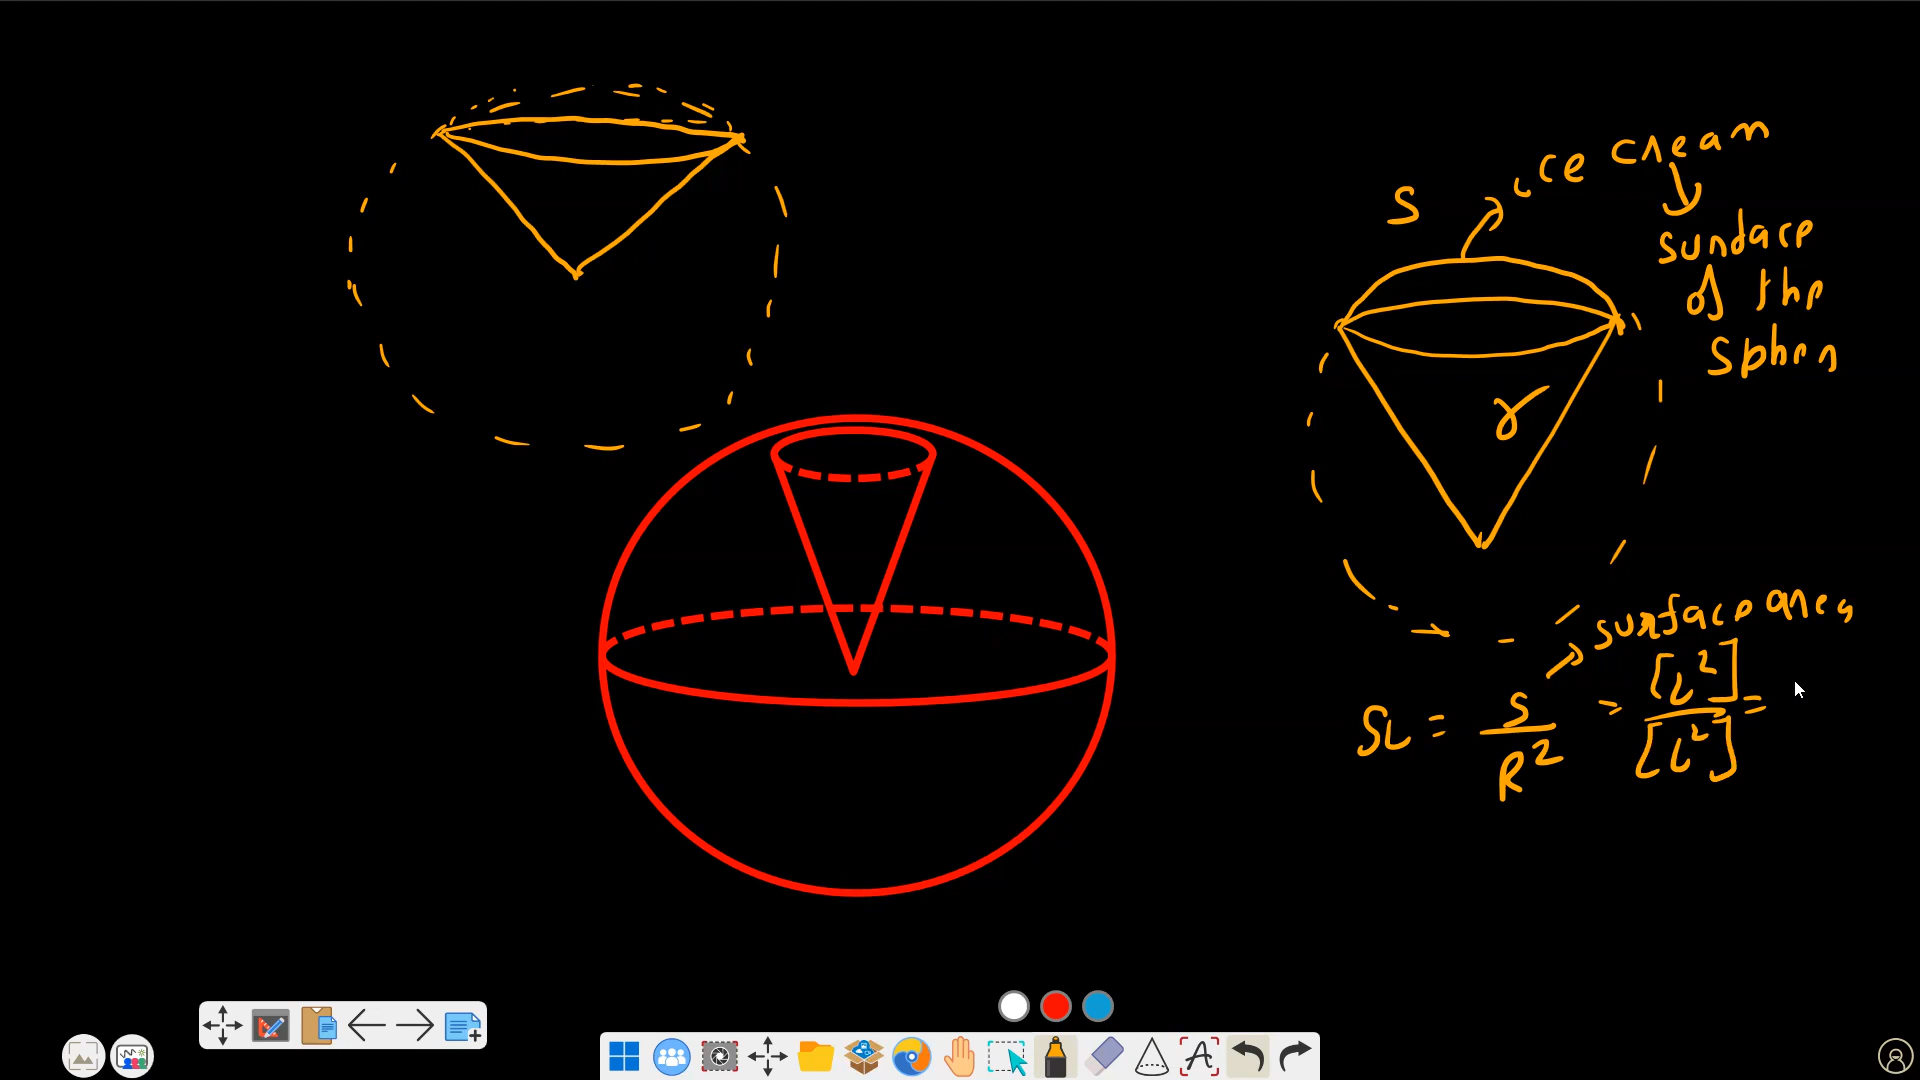 ice cream
S
surface
of the
sphere
r
surface area
Ω = S / R² = [L²] / [L²] =